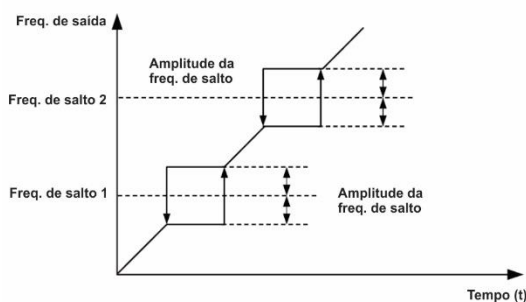 Freq. de saída
Amplitude da
freq. de salto
Freq. de salto 2
Freq. de salto 1
Amplitude da
freq. de salto
Tempo (t)